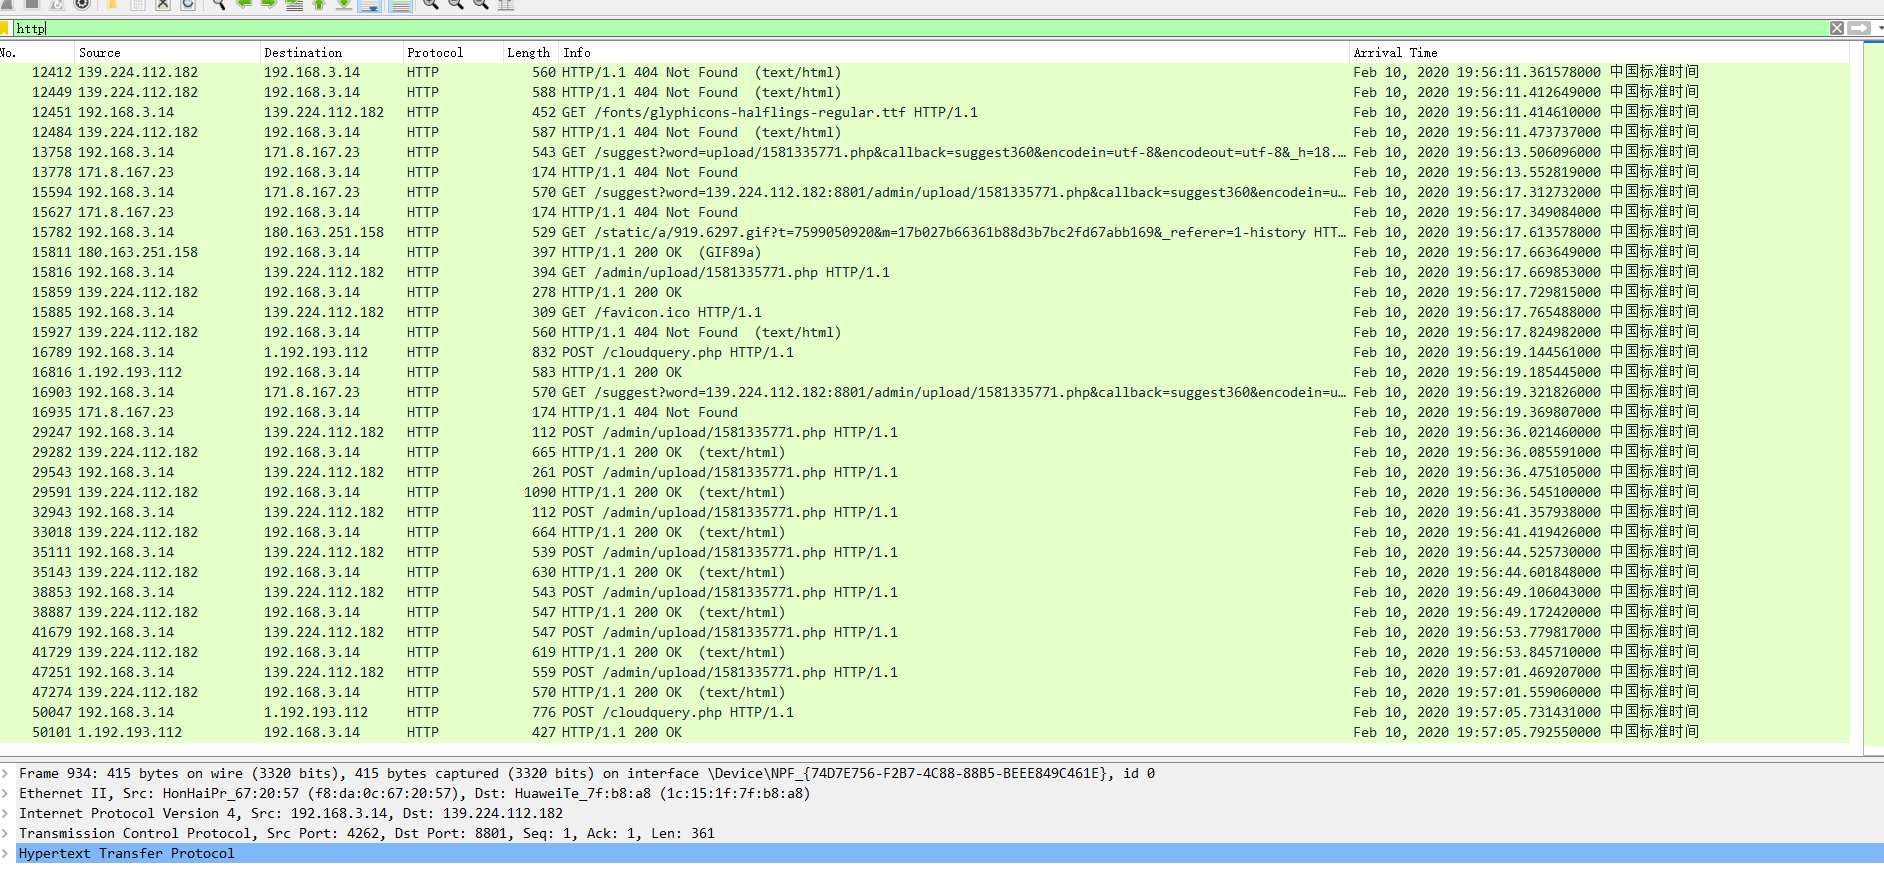 http
No. Source Destination Protocol Length Info Arrival Time
12412 139.224.112.182 192.168.3.14 HTTP 560 HTTP/1.1 404 Not Found (text/html) Feb 10, 2020 19:56:11.361578000 中国标准时间
12449 139.224.112.182 192.168.3.14 HTTP 588 HTTP/1.1 404 Not Found (text/html) Feb 10, 2020 19:56:11.412649000 中国标准时间
12451 192.168.3.14 139.224.112.182 HTTP 452 GET /fonts/glyphicons-halflings-regular.ttf HTTP/1.1 Feb 10, 2020 19:56:11.414610000 中国标准时间
12484 139.224.112.182 192.168.3.14 HTTP 587 HTTP/1.1 404 Not Found (text/html) Feb 10, 2020 19:56:11.473737000 中国标准时间
13758 192.168.3.14 171.8.167.23 HTTP 543 GET /suggest?word=upload/1581335771.php&callback=suggest360&encodein=utf-8&encodeout=utf-8&_h=18.… Feb 10, 2020 19:56:13.506096000 中国标准时间
13778 171.8.167.23 192.168.3.14 HTTP 174 HTTP/1.1 404 Not Found Feb 10, 2020 19:56:13.552819000 中国标准时间
15594 192.168.3.14 171.8.167.23 HTTP 570 GET /suggest?word=139.224.112.182:8801/admin/upload/1581335771.php&callback=suggest360&encodein=u… Feb 10, 2020 19:56:17.312732000 中国标准时间
15627 171.8.167.23 192.168.3.14 HTTP 174 HTTP/1.1 404 Not Found Feb 10, 2020 19:56:17.349084000 中国标准时间
15782 192.168.3.14 180.163.251.158 HTTP 529 GET /static/a/919.6297.gif?t=7599050920&m=17b027b66361b88d3b7bc2fd67abb169&_referer=1-history HTT… Feb 10, 2020 19:56:17.613578000 中国标准时间
15811 180.163.251.158 192.168.3.14 HTTP 397 HTTP/1.1 200 OK (GIF89a) Feb 10, 2020 19:56:17.663649000 中国标准时间
15816 192.168.3.14 139.224.112.182 HTTP 394 GET /admin/upload/1581335771.php HTTP/1.1 Feb 10, 2020 19:56:17.669853000 中国标准时间
15859 139.224.112.182 192.168.3.14 HTTP 278 HTTP/1.1 200 OK Feb 10, 2020 19:56:17.729815000 中国标准时间
15885 192.168.3.14 139.224.112.182 HTTP 309 GET /favicon.ico HTTP/1.1 Feb 10, 2020 19:56:17.765488000 中国标准时间
15927 139.224.112.182 192.168.3.14 HTTP 560 HTTP/1.1 404 Not Found (text/html) Feb 10, 2020 19:56:17.824982000 中国标准时间
16789 192.168.3.14 1.192.193.112 HTTP 832 POST /cloudquery.php HTTP/1.1 Feb 10, 2020 19:56:19.144561000 中国标准时间
16816 1.192.193.112 192.168.3.14 HTTP 583 HTTP/1.1 200 OK Feb 10, 2020 19:56:19.185445000 中国标准时间
16903 192.168.3.14 171.8.167.23 HTTP 570 GET /suggest?word=139.224.112.182:8801/admin/upload/1581335771.php&callback=suggest360&encodein=u… Feb 10, 2020 19:56:19.321826000 中国标准时间
16935 171.8.167.23 192.168.3.14 HTTP 174 HTTP/1.1 404 Not Found Feb 10, 2020 19:56:19.369807000 中国标准时间
29247 192.168.3.14 139.224.112.182 HTTP 112 POST /admin/upload/1581335771.php HTTP/1.1 Feb 10, 2020 19:56:36.021460000 中国标准时间
29282 139.224.112.182 192.168.3.14 HTTP 665 HTTP/1.1 200 OK (text/html) Feb 10, 2020 19:56:36.085591000 中国标准时间
29543 192.168.3.14 139.224.112.182 HTTP 261 POST /admin/upload/1581335771.php HTTP/1.1 Feb 10, 2020 19:56:36.475105000 中国标准时间
29591 139.224.112.182 192.168.3.14 HTTP 1090 HTTP/1.1 200 OK (text/html) Feb 10, 2020 19:56:36.545100000 中国标准时间
32943 192.168.3.14 139.224.112.182 HTTP 112 POST /admin/upload/1581335771.php HTTP/1.1 Feb 10, 2020 19:56:41.357938000 中国标准时间
33018 139.224.112.182 192.168.3.14 HTTP 664 HTTP/1.1 200 OK (text/html) Feb 10, 2020 19:56:41.419426000 中国标准时间
35111 192.168.3.14 139.224.112.182 HTTP 539 POST /admin/upload/1581335771.php HTTP/1.1 Feb 10, 2020 19:56:44.525730000 中国标准时间
35143 139.224.112.182 192.168.3.14 HTTP 630 HTTP/1.1 200 OK (text/html) Feb 10, 2020 19:56:44.601848000 中国标准时间
38853 192.168.3.14 139.224.112.182 HTTP 543 POST /admin/upload/1581335771.php HTTP/1.1 Feb 10, 2020 19:56:49.106043000 中国标准时间
38887 139.224.112.182 192.168.3.14 HTTP 547 HTTP/1.1 200 OK (text/html) Feb 10, 2020 19:56:49.172420000 中国标准时间
41679 192.168.3.14 139.224.112.182 HTTP 547 POST /admin/upload/1581335771.php HTTP/1.1 Feb 10, 2020 19:56:53.779817000 中国标准时间
41729 139.224.112.182 192.168.3.14 HTTP 619 HTTP/1.1 200 OK (text/html) Feb 10, 2020 19:56:53.845710000 中国标准时间
47251 192.168.3.14 139.224.112.182 HTTP 559 POST /admin/upload/1581335771.php HTTP/1.1 Feb 10, 2020 19:57:01.469207000 中国标准时间
47274 139.224.112.182 192.168.3.14 HTTP 570 HTTP/1.1 200 OK (text/html) Feb 10, 2020 19:57:01.559060000 中国标准时间
50047 192.168.3.14 1.192.193.112 HTTP 776 POST /cloudquery.php HTTP/1.1 Feb 10, 2020 19:57:05.731431000 中国标准时间
50101 1.192.193.112 192.168.3.14 HTTP 427 HTTP/1.1 200 OK Feb 10, 2020 19:57:05.792550000 中国标准时间
Frame 934: 415 bytes on wire (3320 bits), 415 bytes captured (3320 bits) on interface \Device\NPF_{74D7E756-F2B7-4C88-88B5-BEEE849C461E}, id 0
Ethernet II, Src: HonHaiPr_67:20:57 (f8:da:0c:67:20:57), Dst: HuaweiTe_7f:b8:a8 (1c:15:1f:7f:b8:a8)
Internet Protocol Version 4, Src: 192.168.3.14, Dst: 139.224.112.182
Transmission Control Protocol, Src Port: 4262, Dst Port: 8801, Seq: 1, Ack: 1, Len: 361
Hypertext Transfer Protocol